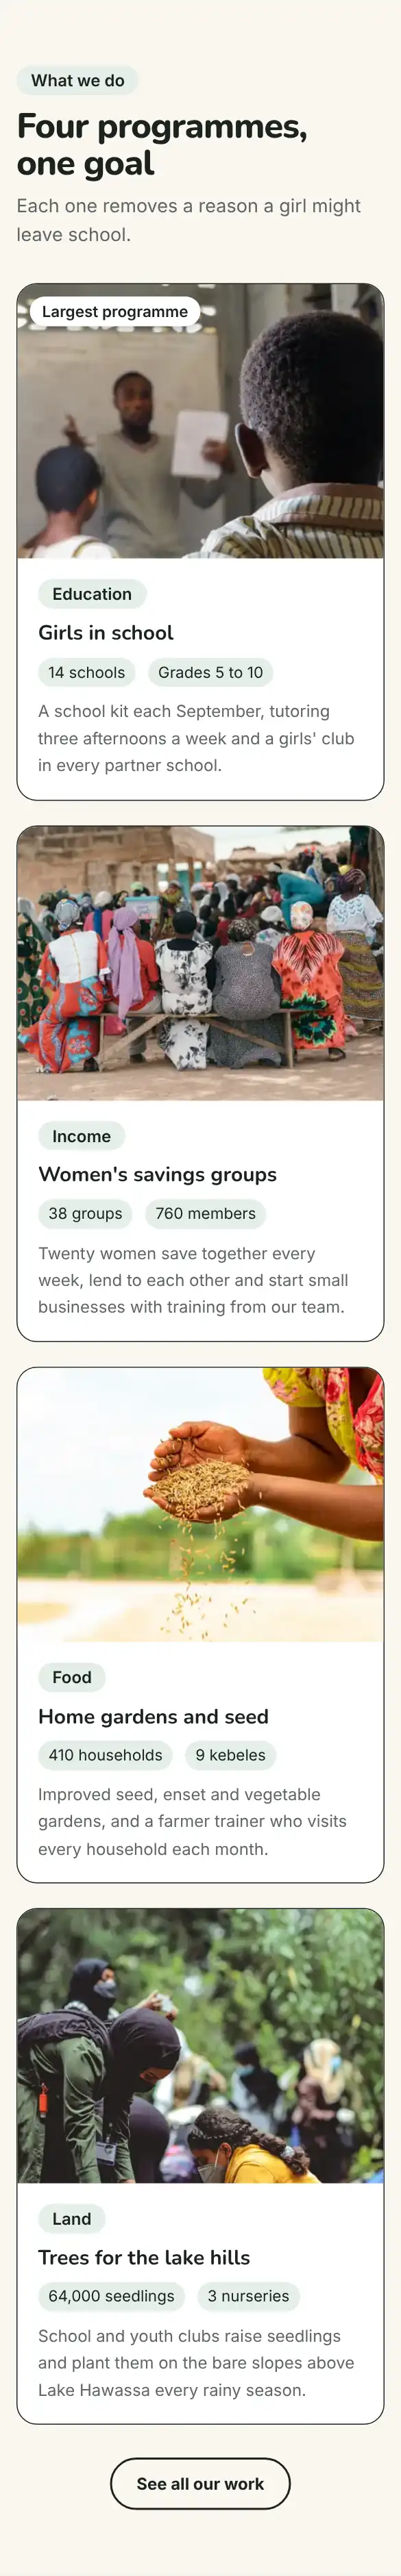 What we do
Four programmes,
one goal
Each one removes a reason a girl might
leave school.
Largest programme
Education
Girls in school
14 schools
Grades 5 to 10
A school kit each September, tutoring
three afternoons a week and a girls' club
in every partner school.
Income
Women's savings groups
38 groups
760 members
Twenty women save together every
week, lend to each other and start small
businesses with training from our team.
Food
Home gardens and seed
410 households
9 kebeles
Improved seed, enset and vegetable
gardens, and a farmer trainer who visits
every household each month.
Land
Trees for the lake hills
64,000 seedlings
3 nurseries
School and youth clubs raise seedlings
and plant them on the bare slopes above
Lake Hawassa every rainy season.
See all our work